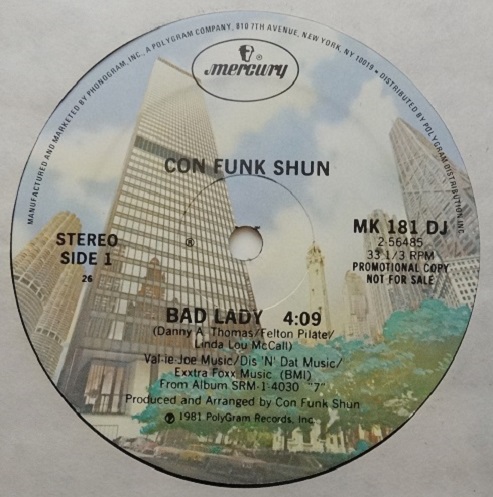 MANUFACTURED AND MARKETED BY PHONOGRAM, INC., A POLYGRAM COMPANY, 810 7TH AVENUE, NEW YORK, NY 10019 • DISTRIBUTED BY POLYGRAM DISTRIBUTION, INC.
mercury ®
CON FUNK SHUN
STEREO
SIDE 1
26
®
MK 181 DJ
2-56485
33 1/3 RPM
PROMOTIONAL COPY
NOT FOR SALE
BAD LADY 4:09
(Danny A. Thomas/Felton Pilate/
Linda Lou McCall)
Val-ie-Joe Music/Dis 'N' Dat Music/
Exxtra Foxx Music (BMI)
From Album SRM-1-4030 "7"
Produced and Arranged by Con Funk Shun
℗ 1981 PolyGram Records, Inc.